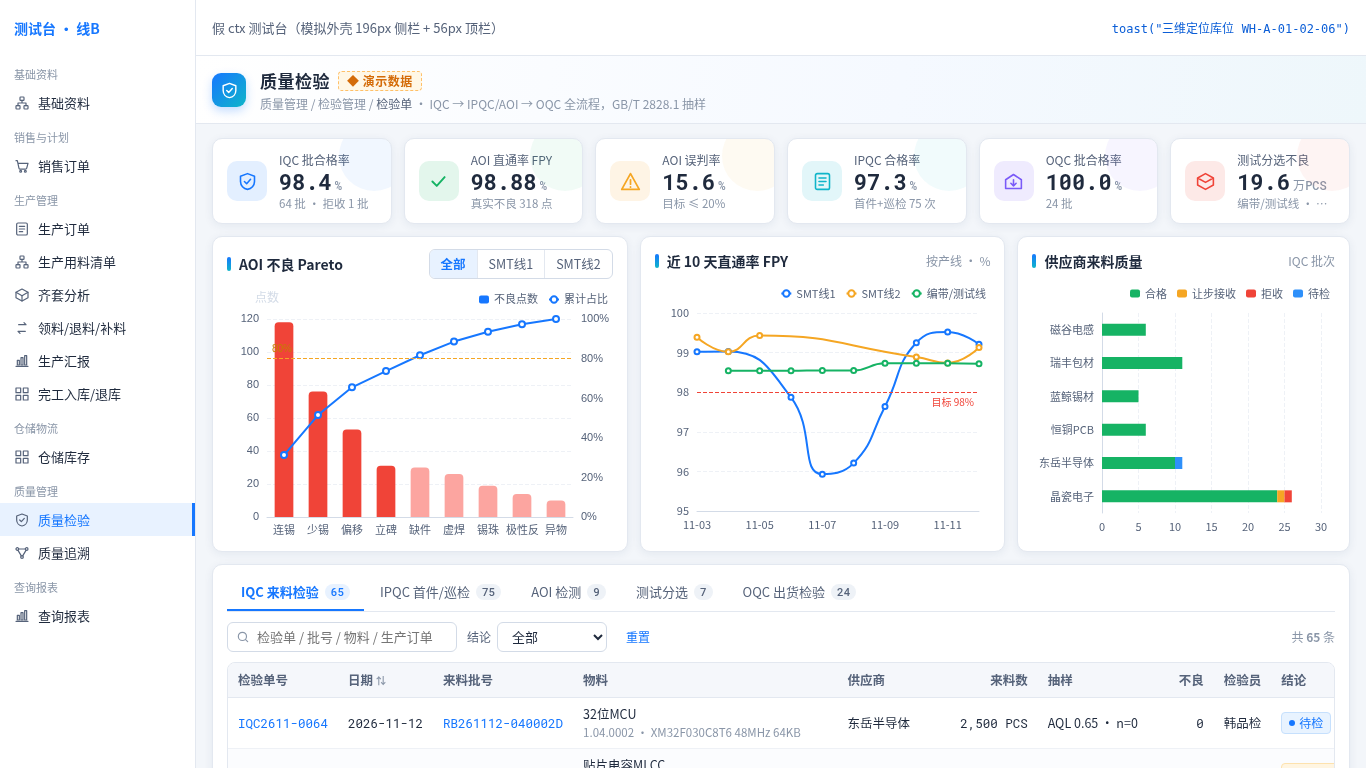 测试台 · 线B
基础资料
基础资料
销售与计划
销售订单
生产管理
生产订单
生产用料清单
齐套分析
领料/退料/补料
生产汇报
完工入库/退库
仓储物流
仓储库存
质量管理
质量检验
质量追溯
查询报表
查询报表
假 ctx 测试台（模拟外壳 196px 侧栏 + 56px 顶栏）
toast("三维定位库位 WH-A-01-02-06")
质量检验 ◆ 演示数据
质量管理 / 检验管理 / 检验单 · IQC → IPQC/AOI → OQC 全流程，GB/T 2828.1 抽样
IQC 批合格率
98.4 %
64 批 · 拒收 1 批
AOI 直通率 FPY
98.88 %
真实不良 318 点
AOI 误判率
15.6 %
目标 ≤ 20%
IPQC 合格率
97.3 %
首件+巡检 75 次
OQC 批合格率
100.0 %
24 批
测试分选不良
19.6 万PCS
编带/测试线 · …
AOI 不良 Pareto
全部 SMT线1 SMT线2
不良点数 累计占比
点数
120 100%
100 80%
80 60%
60 40%
40 20%
20 0%
0
80%
连锡 少锡 偏移 立碑 缺件 虚焊 锡珠 极性反 异物
近 10 天直通率 FPY
按产线 · %
SMT线1 SMT线2 编带/测试线
100
99
98
97
96
95
目标 98%
11-03 11-05 11-07 11-09 11-11
供应商来料质量
IQC 批次
合格 让步接收 拒收 待检
磁谷电感
瑞丰包材
蓝鲸锡材
恒铜PCB
东岳半导体
晶瓷电子
0 5 10 15 20 25 30
IQC 来料检验 65 IPQC 首件/巡检 75 AOI 检测 9 测试分选 7 OQC 出货检验 24
检验单 / 批号 / 物料 / 生产订单 结论 全部 重置 共 65 条
检验单号 日期 ⇅ 来料批号 物料 供应商 来料数 抽样 不良 检验员 结论
IQC2611-0064 2026-11-12 RB261112-040002D 32位MCU 东岳半导体 2,500 PCS AQL 0.65 · n=0 0 韩品检 待检
1.04.0002 · XM32F030C8T6 48MHz 64KB
贴片电容MLCC